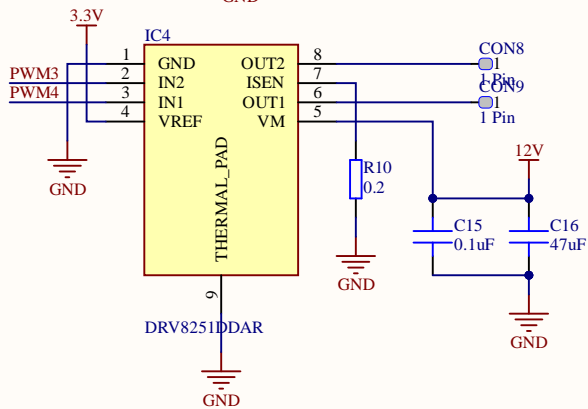 GND
3.3V
IC4
1 GND OUT2 8 CON8 1
PWM3 2 IN2 ISEN 7 1 Pin
PWM4 3 IN1 OUT1 6 CON9 1
4 VREF VM 5 1 Pin
THERMAL_PAD
GND
R10
0.2
12V
C15
0.1uF
C16
47uF
GND
9
DRV8251DDAR
GND
GND